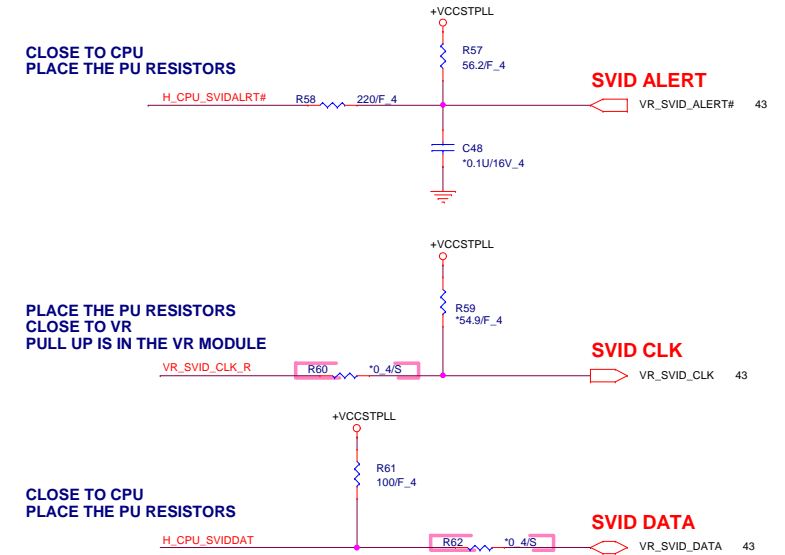 +VCCSTPLL
CLOSE TO CPU
PLACE THE PU RESISTORS
R57
56.2/F_4
SVID ALERT
H_CPU_SVIDALRT#
R58
220/F_4
VR_SVID_ALERT# 43
C48
*0.1U/16V_4
+VCCSTPLL
PLACE THE PU RESISTORS
CLOSE TO VR
PULL UP IS IN THE VR MODULE
R59
*54.9/F_4
SVID CLK
VR_SVID_CLK_R
R60
*0_4/S
VR_SVID_CLK 43
+VCCSTPLL
R61
100/F_4
CLOSE TO CPU
PLACE THE PU RESISTORS
SVID DATA
H_CPU_SVIDDAT
R62
*0_4/S
VR_SVID_DATA 43